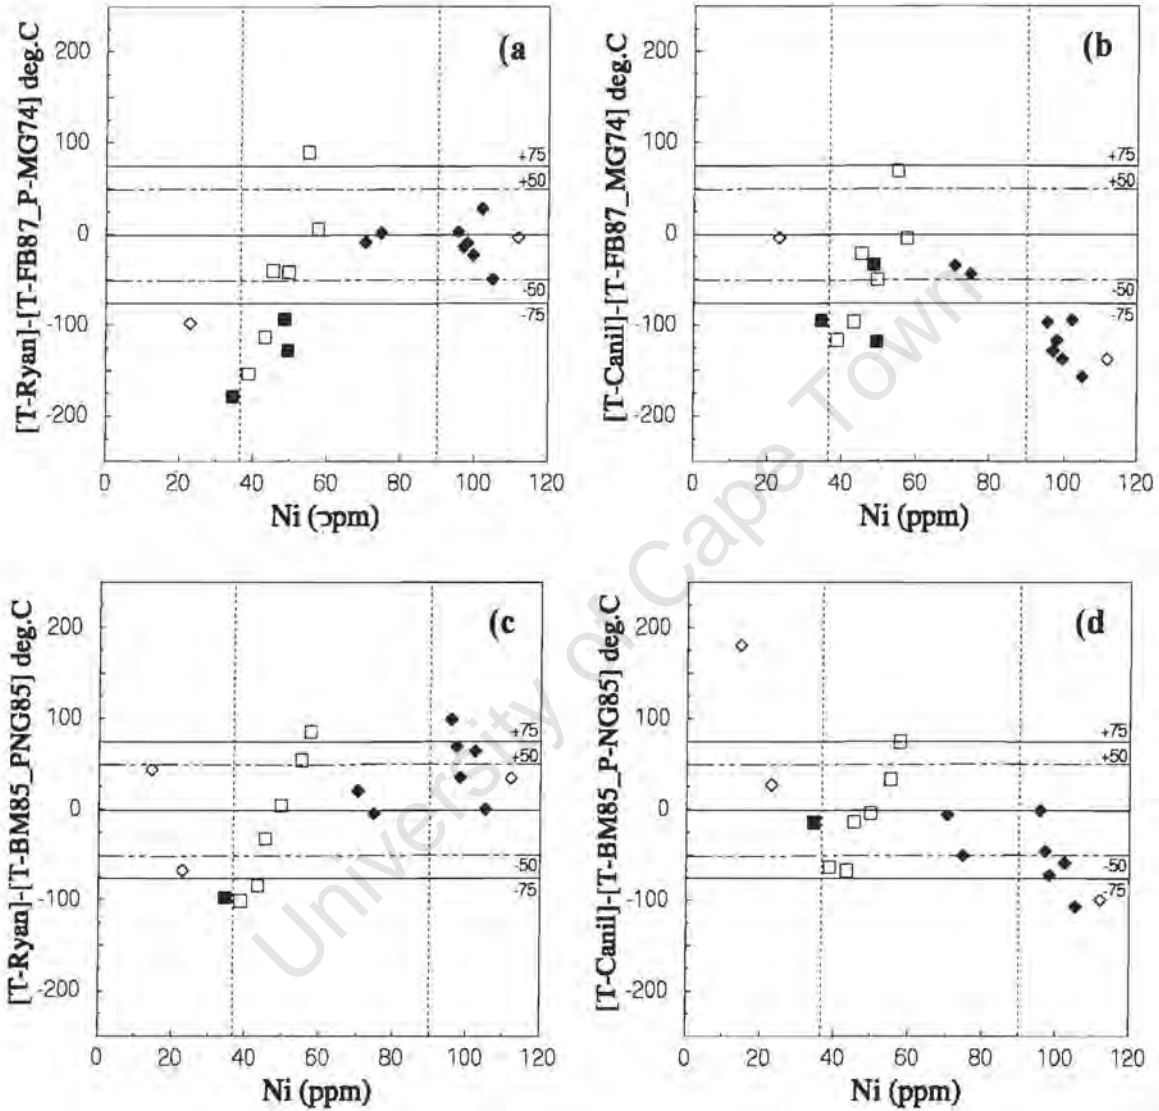 [T-Ryan]-[T-FB87_P-MG74] deg.C
200
100
0
-100
-200
(a
+75
+50
-50
-75
0 20 40 60 80 100 120
Ni (ppm)
[T-Canil]-[T-FB87_MG74] deg.C
200
100
0
-100
-200
(b
+75
+50
-50
-75
0 20 40 60 80 100 120
Ni (ppm)
[T-Ryan]-[T-BM85_PNG85] deg.C
200
100
0
-100
-200
(c
+75
+50
-50
-75
0 20 40 60 80 100 120
Ni (ppm)
[T-Canil]-[T-BM85_P-NG85] deg.C
200
100
0
-100
-200
(d
+75
+50
-50
-75
0 20 40 60 80 100 120
Ni (ppm)
University of Cape Town